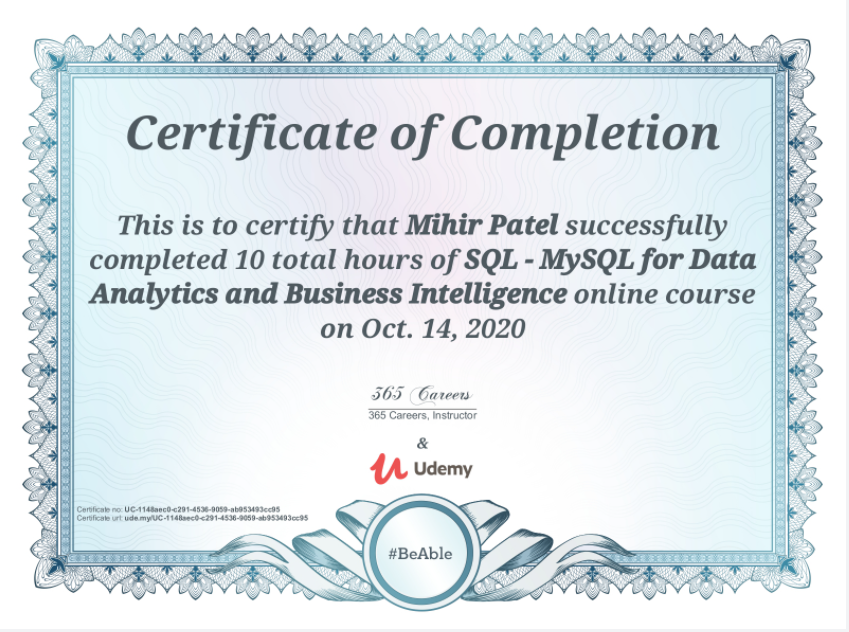 Certificate of Completion
This is to certify that Mihir Patel successfully
completed 10 total hours of SQL - MySQL for Data
Analytics and Business Intelligence online course
on Oct. 14, 2020
365 Careers
365 Careers, Instructor
&
Udemy
Certificate no: UC-1148aec0-c291-4536-9059-ab953493cc95
Certificate url: ude.my/UC-1148aec0-c291-4536-9059-ab953493cc95
#BeAble